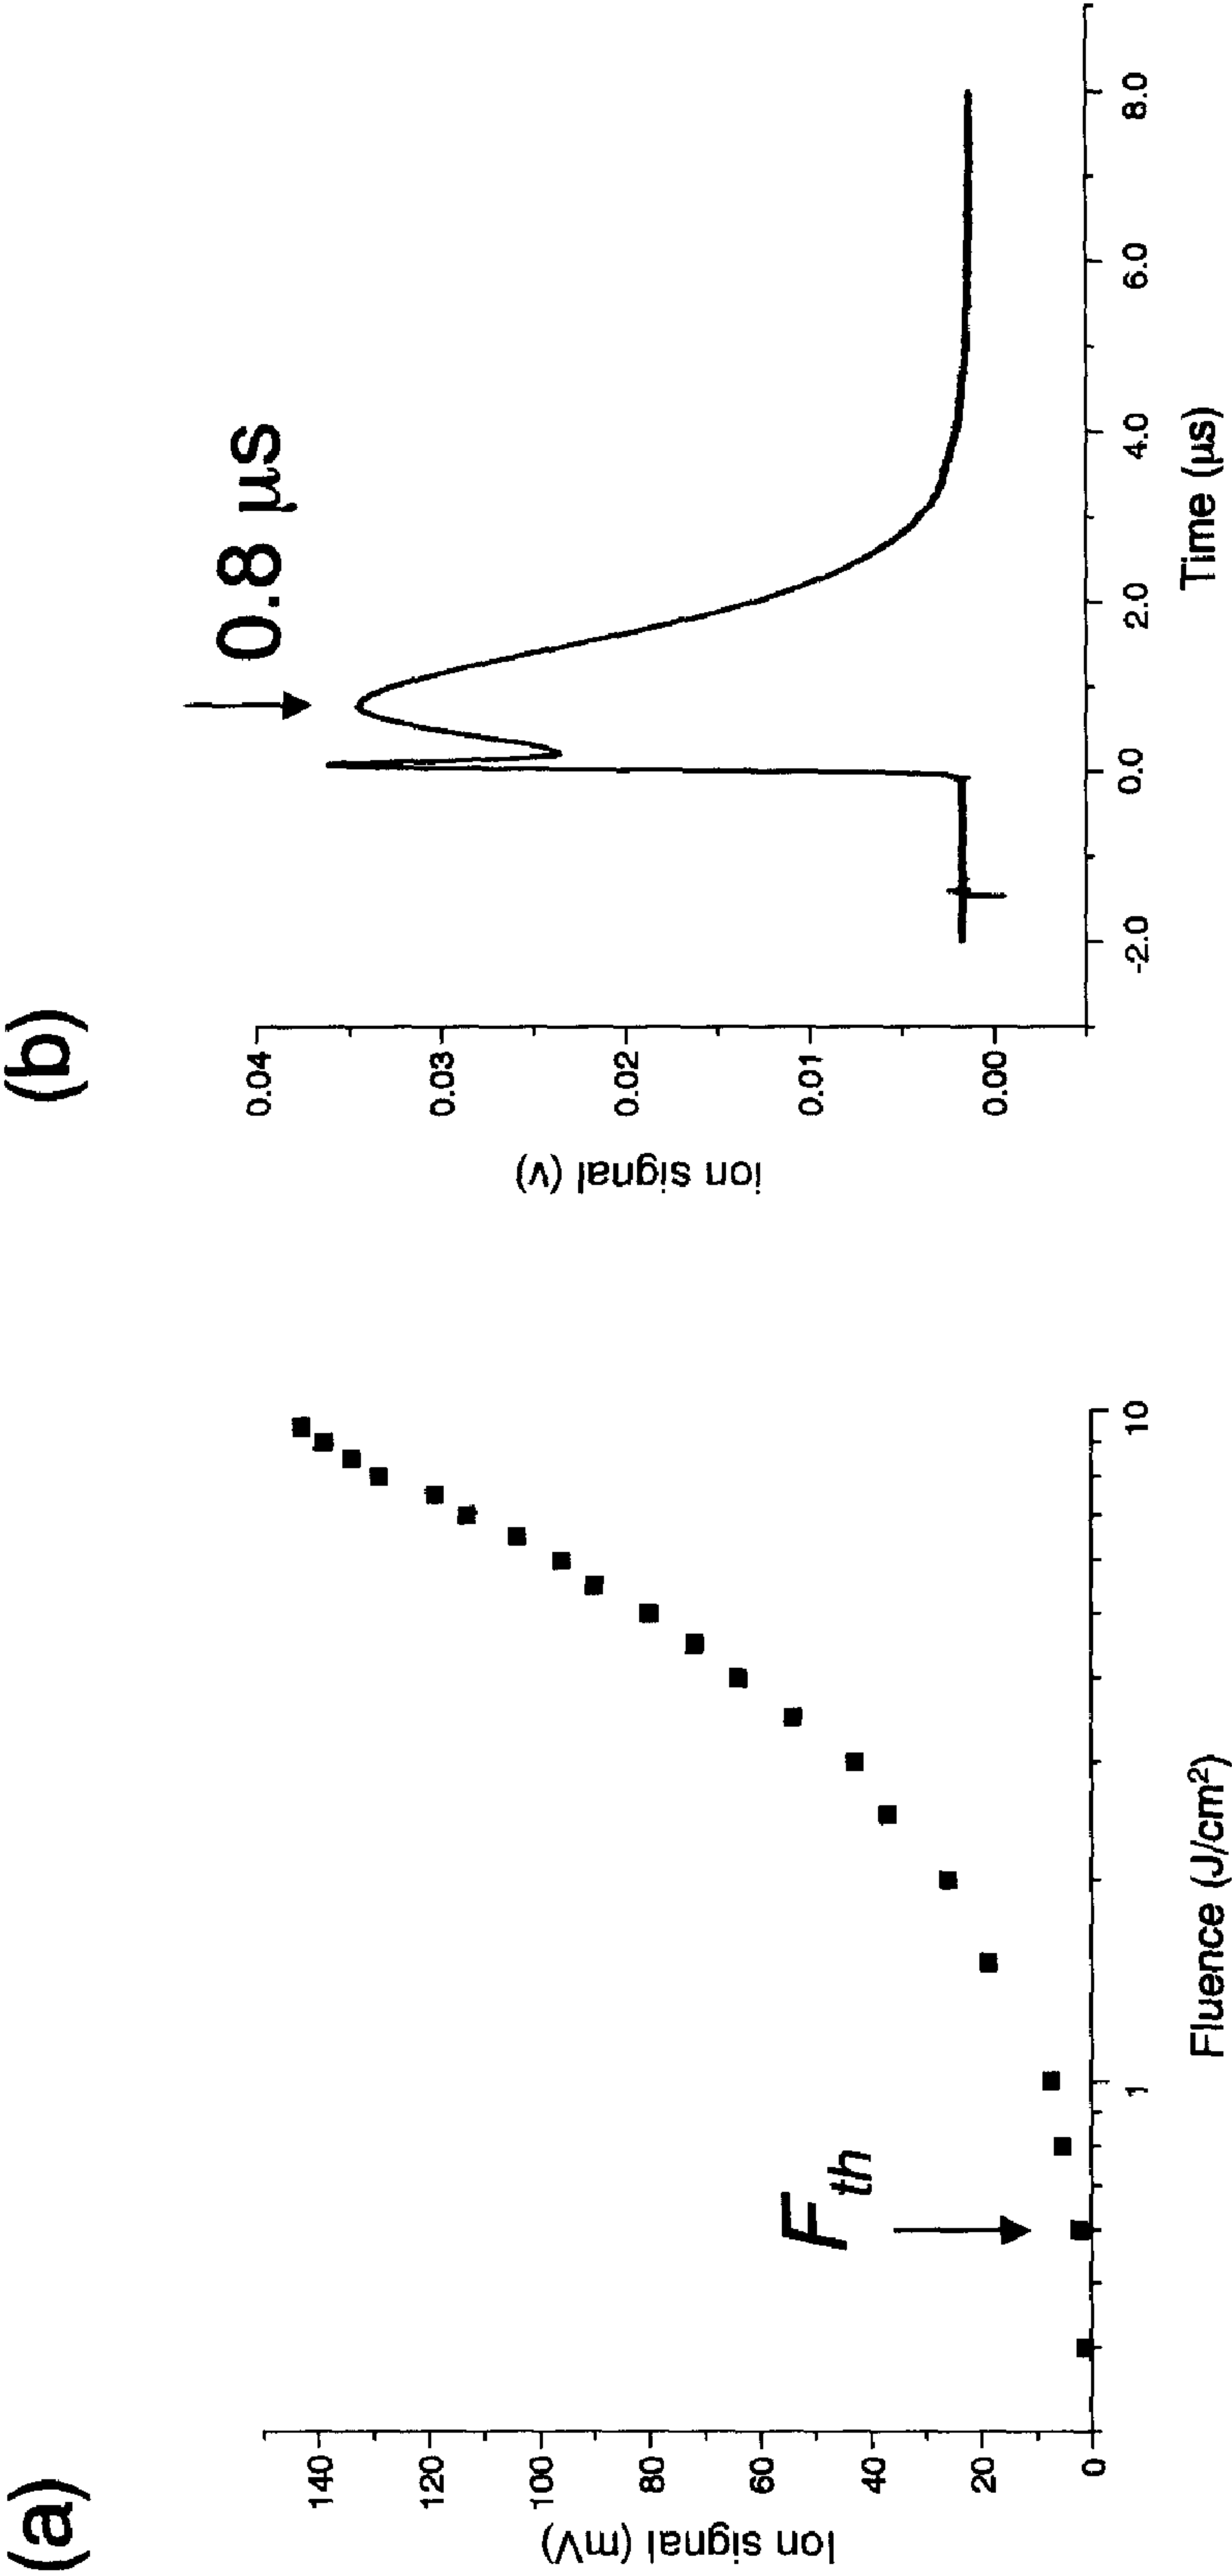 (a)
Ion signal (mV)
140
120
100
80
60
40
20
0
F th
1
10
Fluence (J/cm²)
(b)
ion signal (v)
0.04
0.03
0.02
0.01
0.00
0.8 μs
-2.0
0.0
2.0
4.0
6.0
8.0
Time (μs)